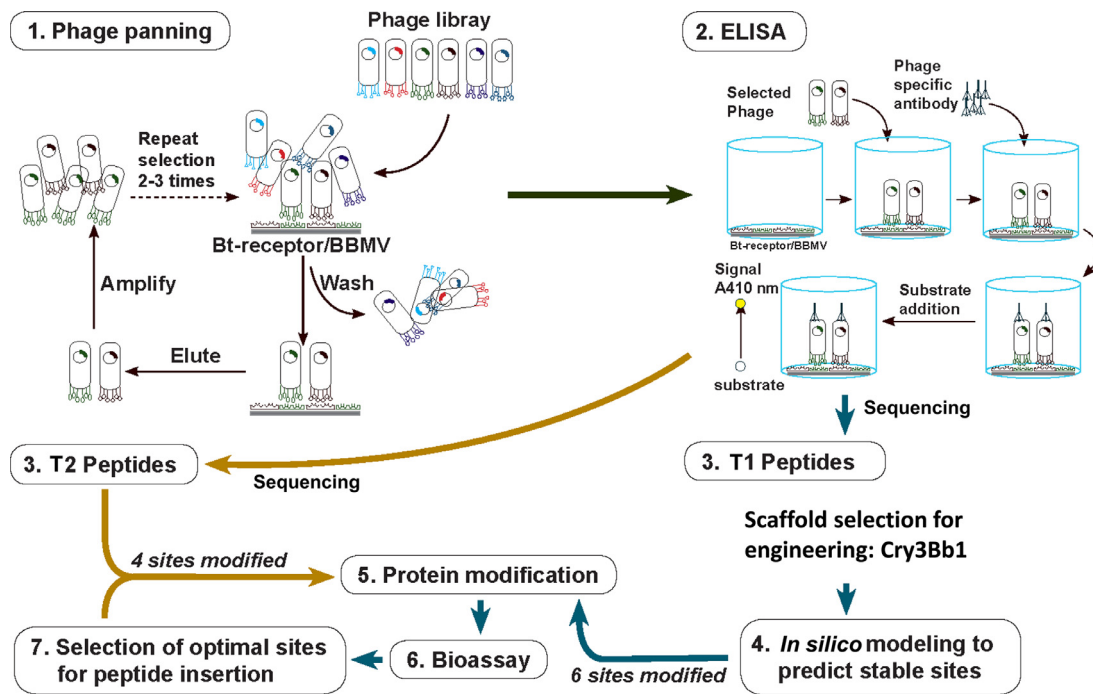 1. Phage panning
Phage libray
Repeat
selection
2-3 times
Bt-receptor/BBMV
Amplify
Wash
Elute
2. ELISA
Selected
Phage
Phage
specific
antibody
Bt-receptor/BBMV
Signal
A410 nm
Substrate
addition
substrate
Sequencing
3. T2 Peptides
Sequencing
3. T1 Peptides
Scaffold selection for
engineering: Cry3Bb1
4 sites modified
5. Protein modification
7. Selection of optimal sites
for peptide insertion
6. Bioassay
6 sites modified
4. In silico modeling to
predict stable sites